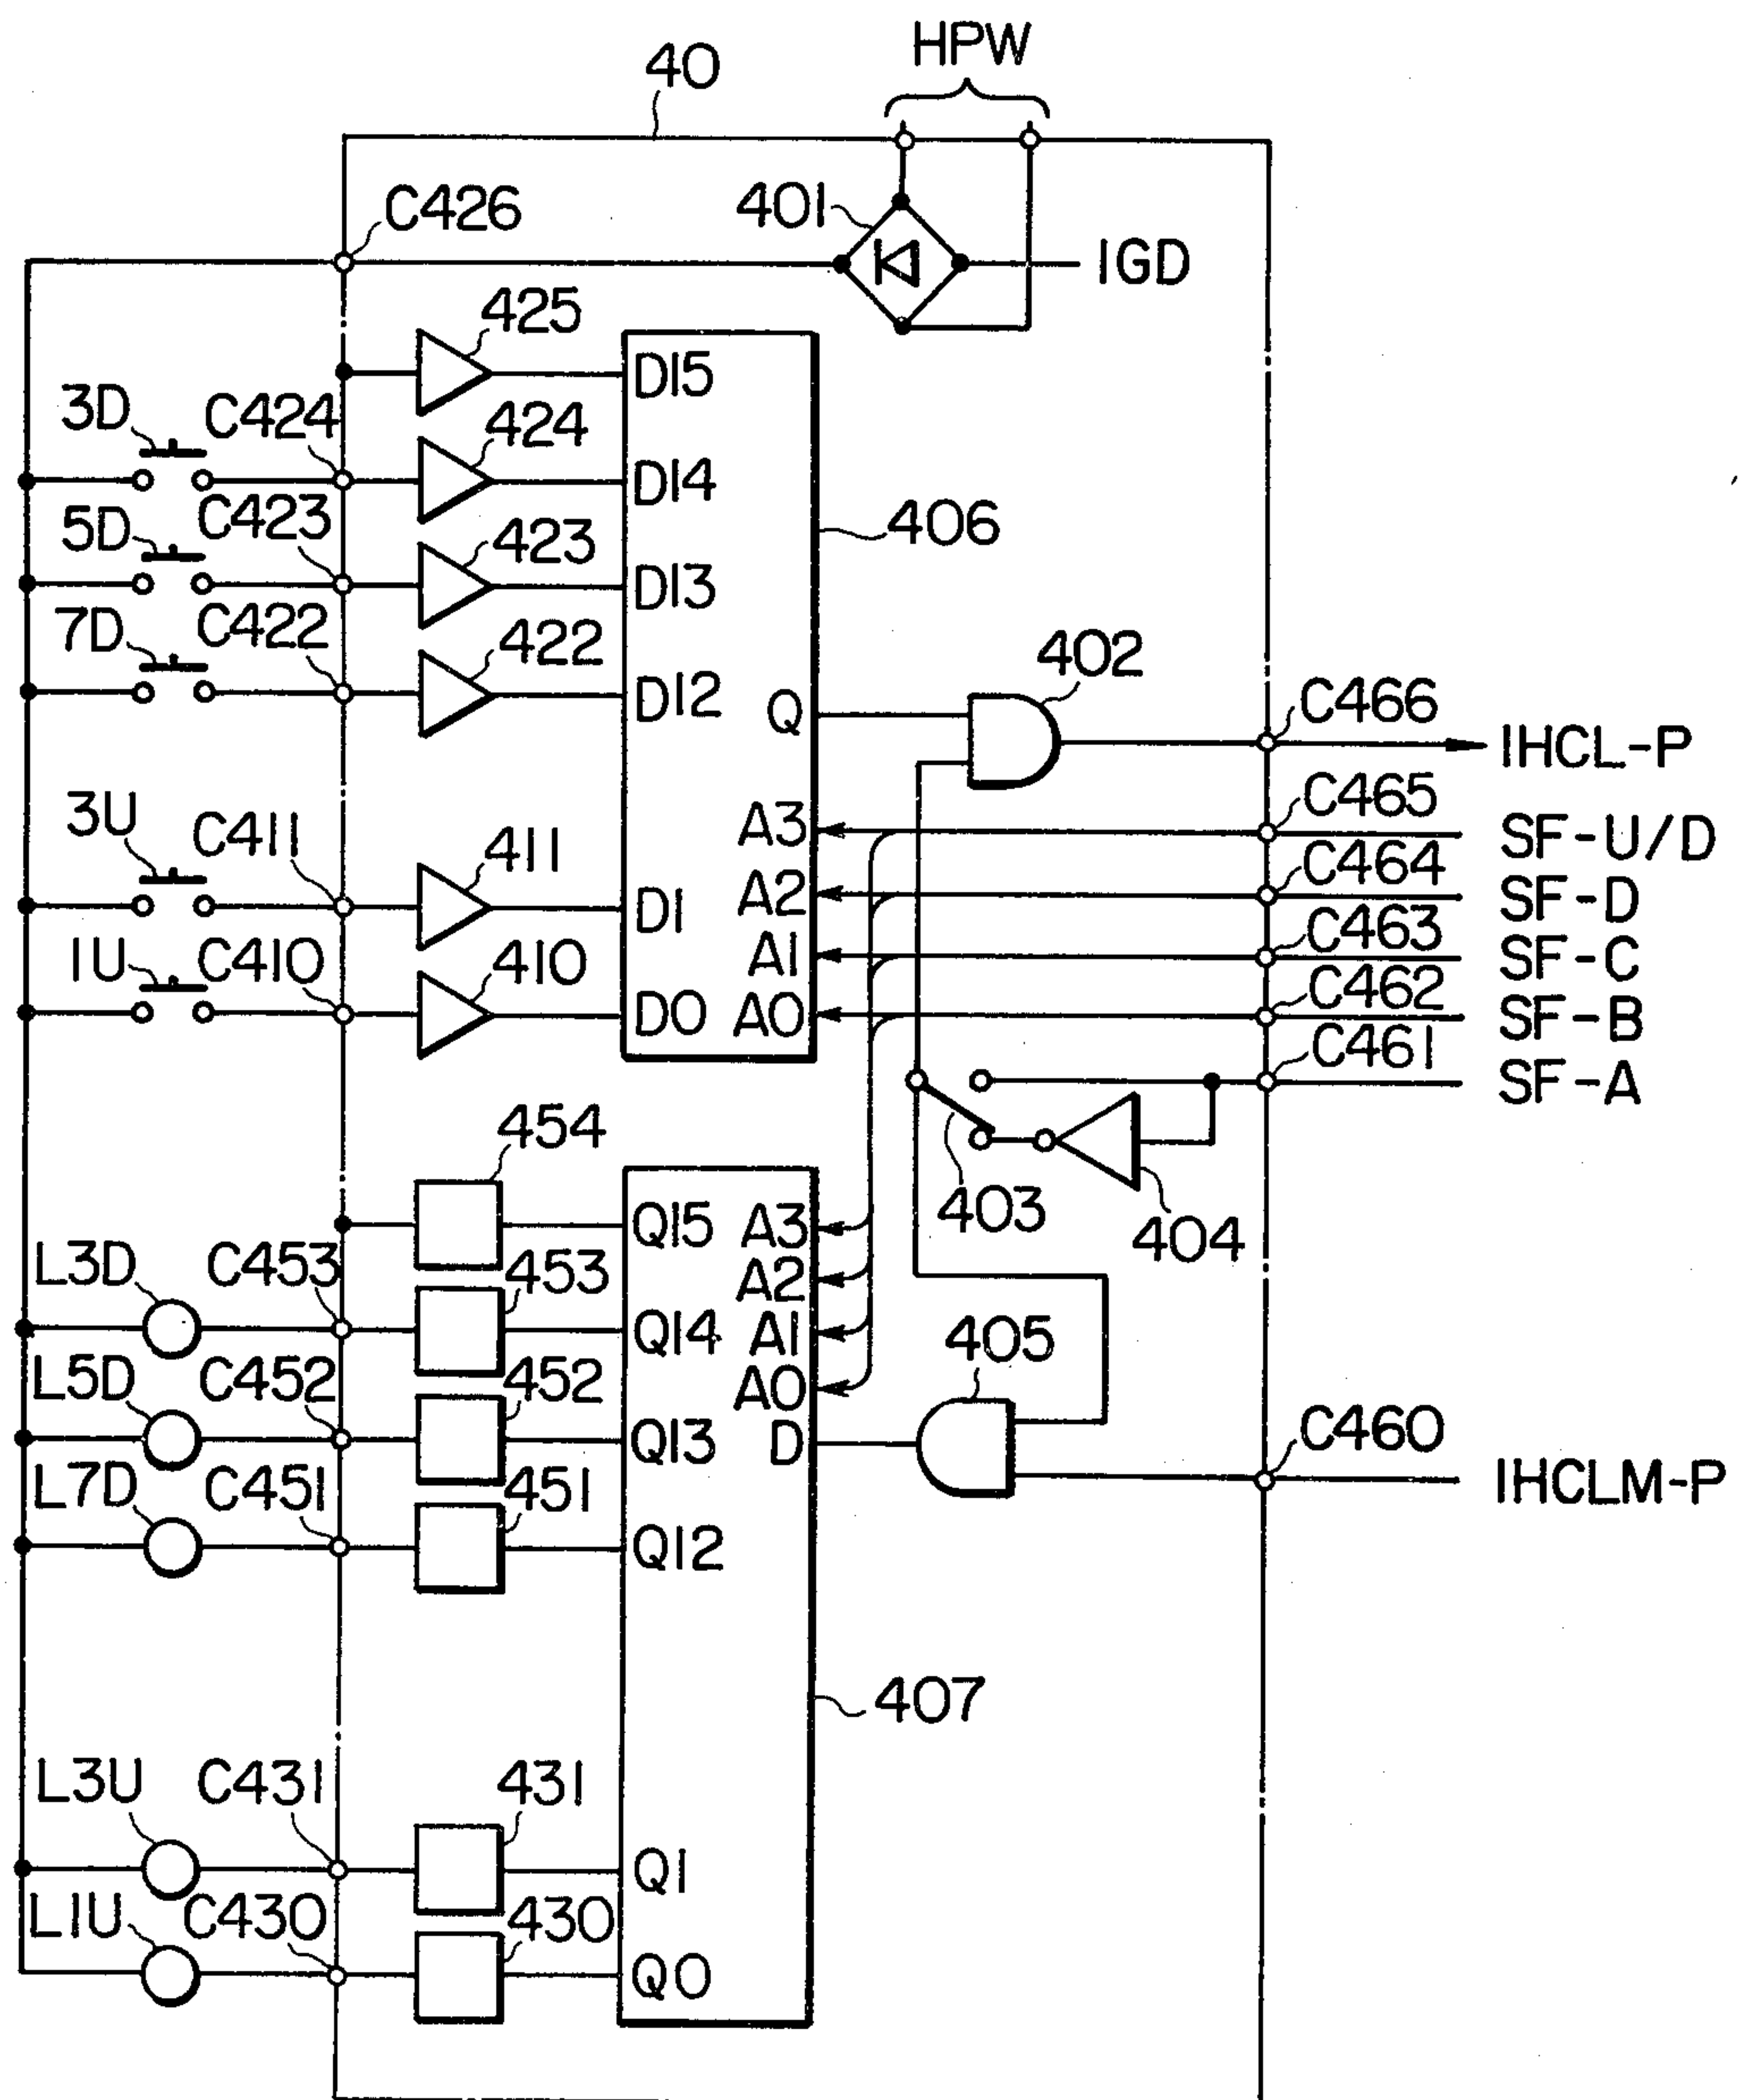 HPW
40
C426
401
IGD
425
D15
3D
C424
424
D14
406
5D
C423
423
D13
7D
C422
422
D12
Q
402
C466
IHCL-P
C465
SF-U/D
3U
C411
411
D1
A3
C464
SF-D
A2
C463
SF-C
A1
1U
C410
410
D0
A0
C462
SF-B
C461
SF-A
454
Q15
A3
403
404
L3D
C453
453
Q14
A2
A1
L5D
C452
452
Q13
A0
D
405
C460
IHCLM-P
L7D
C451
451
Q12
407
L3U
C431
431
Q1
L1U
C430
430
Q0